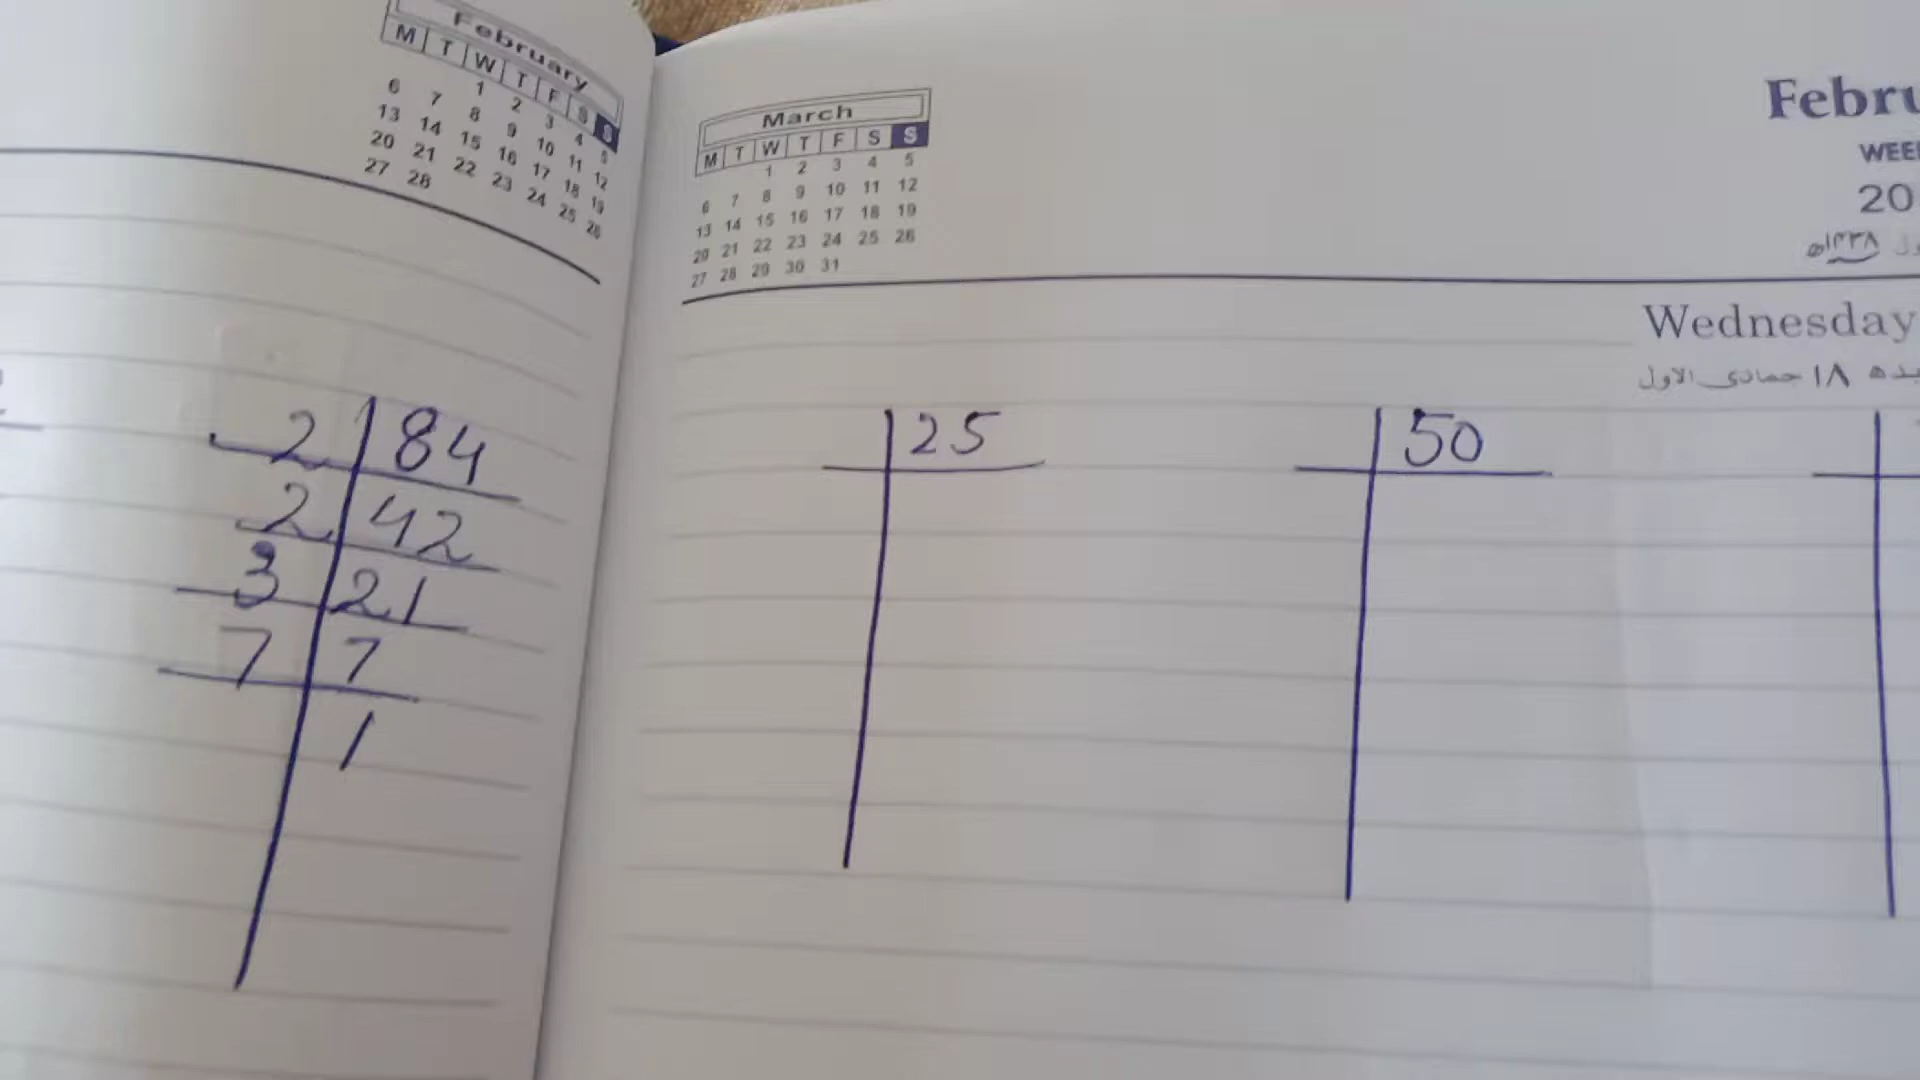 February
M T W T F S S
1 2 3 4 5
6 7 8 9 10 11 12
13 14 15 16 17 18 19
20 21 22 23 24 25 26
27 28
2 84
2 42
3 21
7 7
1
March
M T W T F S S
1 2 3 4 5
6 7 8 9 10 11 12
13 14 15 16 17 18 19
20 21 22 23 24 25 26
27 28 29 30 31
Febru
WEE
20
۱۴۳۸ھ
Wednesday
۱۸ جمادی الاول
25
50